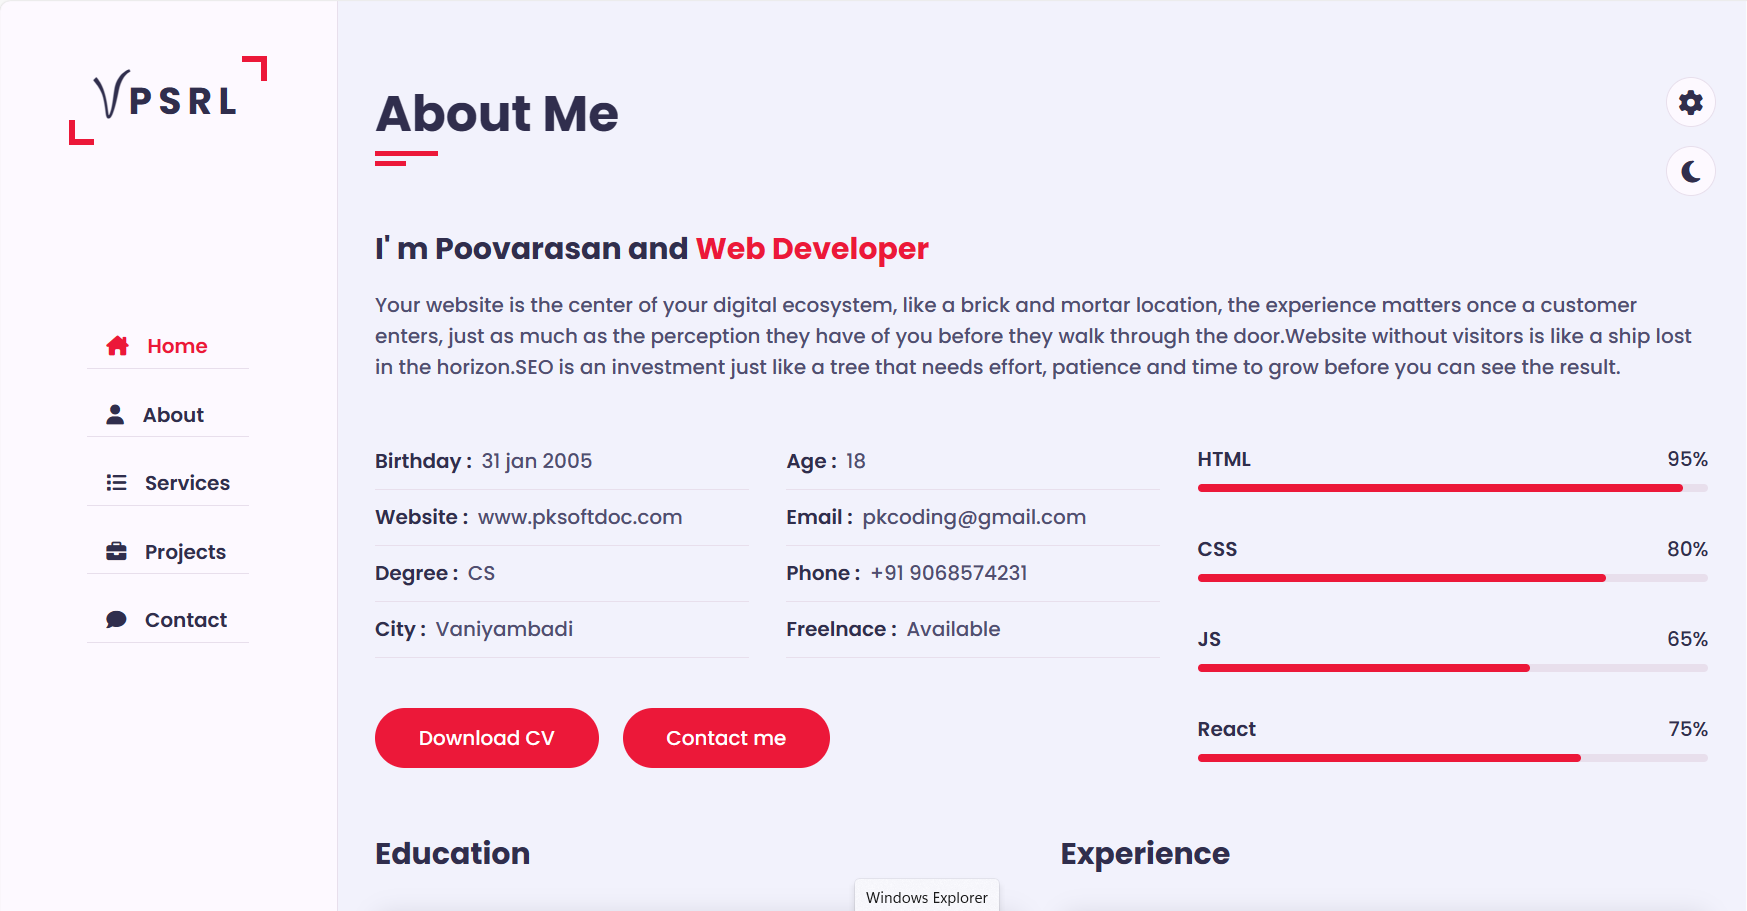 VPSRL
Home
About
Services
Projects
Contact
About Me
I' m Poovarasan and Web Developer
Your website is the center of your digital ecosystem, like a brick and mortar location, the experience matters once a customer
enters, just as much as the perception they have of you before they walk through the door.Website without visitors is like a ship lost
in the horizon.SEO is an investment just like a tree that needs effort, patience and time to grow before you can see the result.
Birthday : 31 jan 2005
Age : 18
Website : www.pksoftdoc.com
Email : pkcoding@gmail.com
Degree : CS
Phone : +91 9068574231
City : Vaniyambadi
Freelnace : Available
Download CV
Contact me
HTML 95%
CSS 80%
JS 65%
React 75%
Education
Experience
Windows Explorer